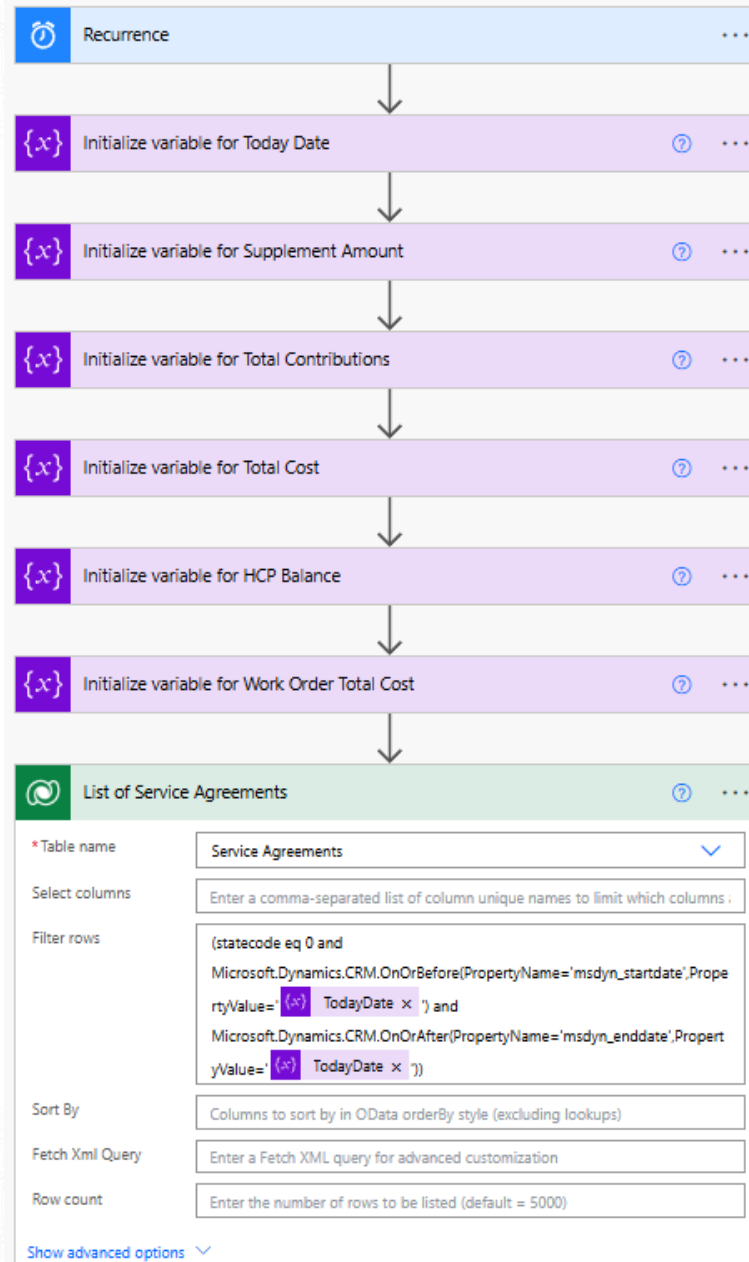 Recurrence
{x} Initialize variable for Today Date
{x} Initialize variable for Supplement Amount
{x} Initialize variable for Total Contributions
{x} Initialize variable for Total Cost
{x} Initialize variable for HCP Balance
{x} Initialize variable for Work Order Total Cost
List of Service Agreements
* Table name
Service Agreements
Select columns
Enter a comma-separated list of column unique names to limit which columns
Filter rows
(statecode eq 0 and
Microsoft.Dynamics.CRM.OnOrBefore(PropertyName='msdyn_startdate',Prope
rtyValue=' {x} TodayDate × ') and
Microsoft.Dynamics.CRM.OnOrAfter(PropertyName='msdyn_enddate',Propert
yValue=' {x} TodayDate × '))
Sort By
Columns to sort by in OData orderBy style (excluding lookups)
Fetch Xml Query
Enter a Fetch XML query for advanced customization
Row count
Enter the number of rows to be listed (default = 5000)
Show advanced options